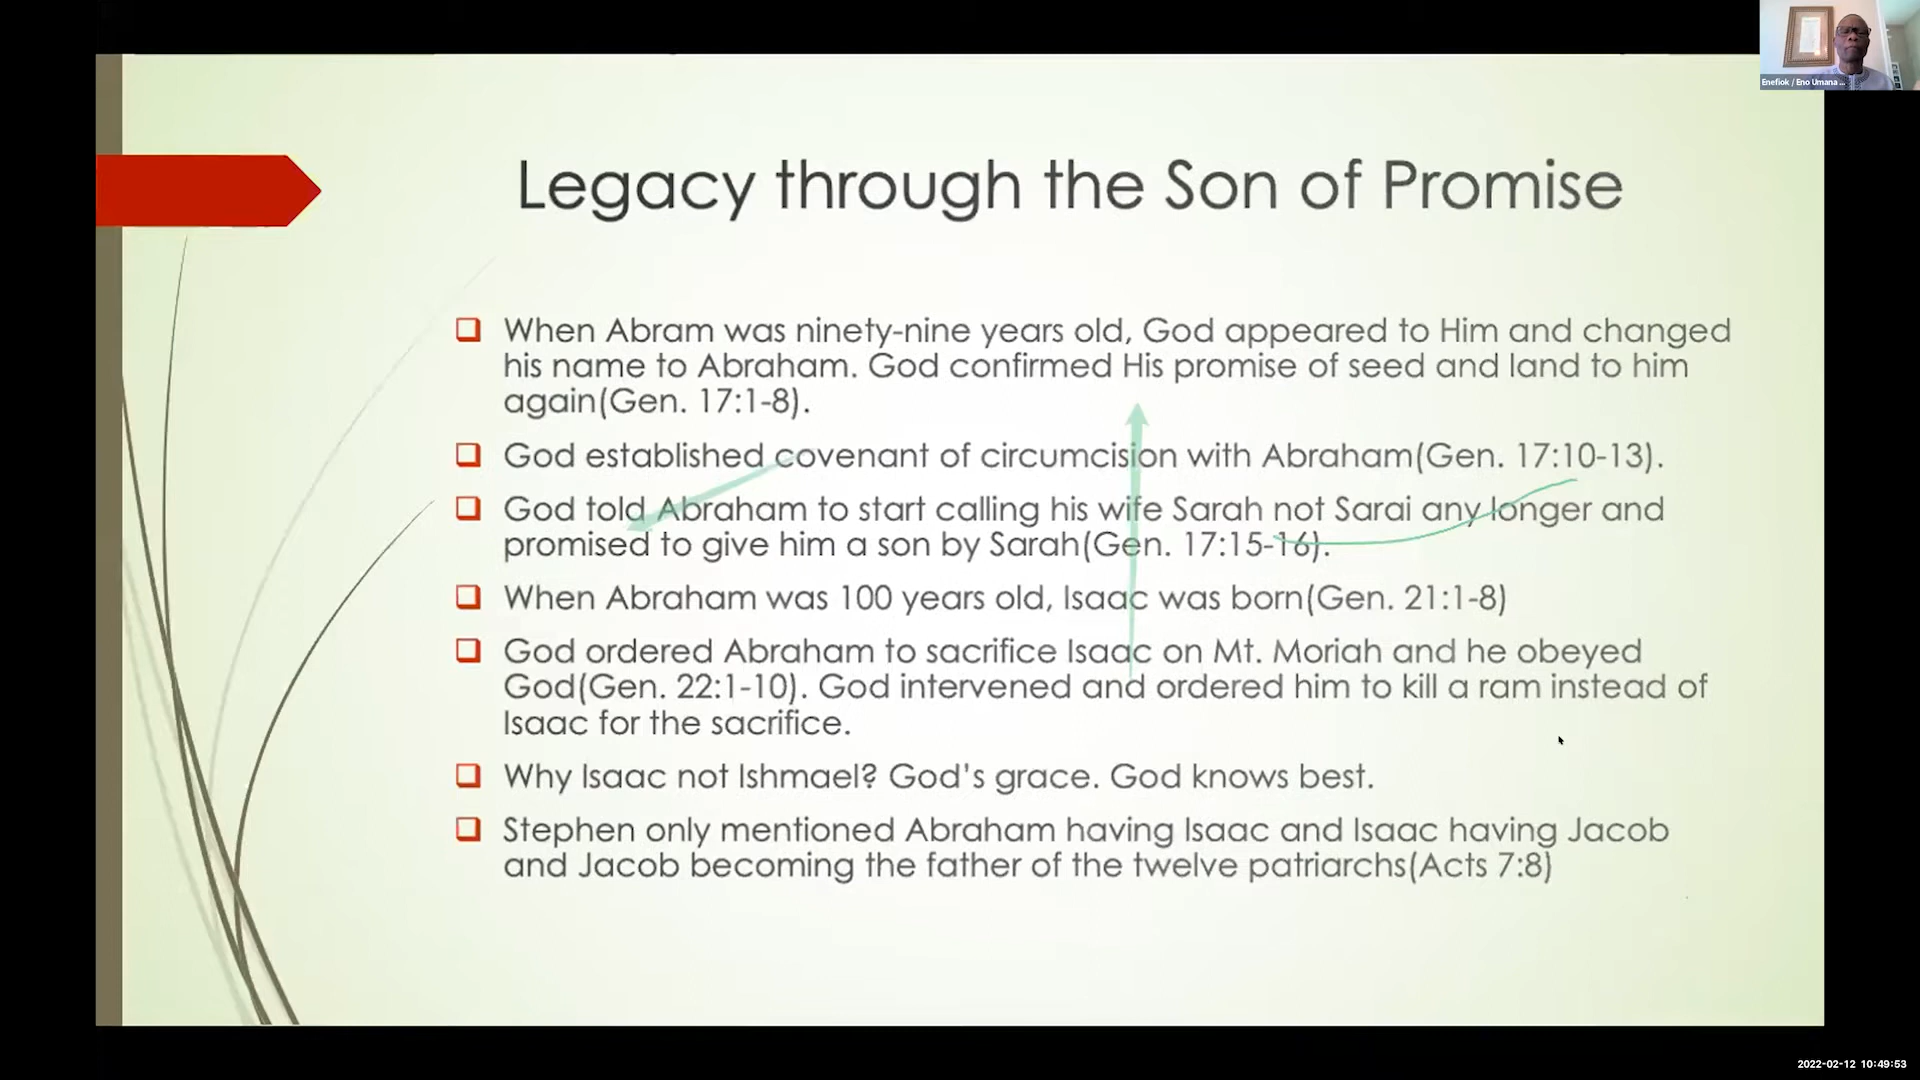 Enefiok / Eno Umana ...
Legacy through the Son of Promise
When Abram was ninety-nine years old, God appeared to Him and changed
his name to Abraham. God confirmed His promise of seed and land to him
again(Gen. 17:1-8).
God established covenant of circumcision with Abraham(Gen. 17:10-13).
God told Abraham to start calling his wife Sarah not Sarai any longer and
promised to give him a son by Sarah(Gen. 17:15-16).
When Abraham was 100 years old, Isaac was born(Gen. 21:1-8)
God ordered Abraham to sacrifice Isaac on Mt. Moriah and he obeyed
God(Gen. 22:1-10). God intervened and ordered him to kill a ram instead of
Isaac for the sacrifice.
Why Isaac not Ishmael? God's grace. God knows best.
Stephen only mentioned Abraham having Isaac and Isaac having Jacob
and Jacob becoming the father of the twelve patriarchs(Acts 7:8)
2022-02-12 10:49:53